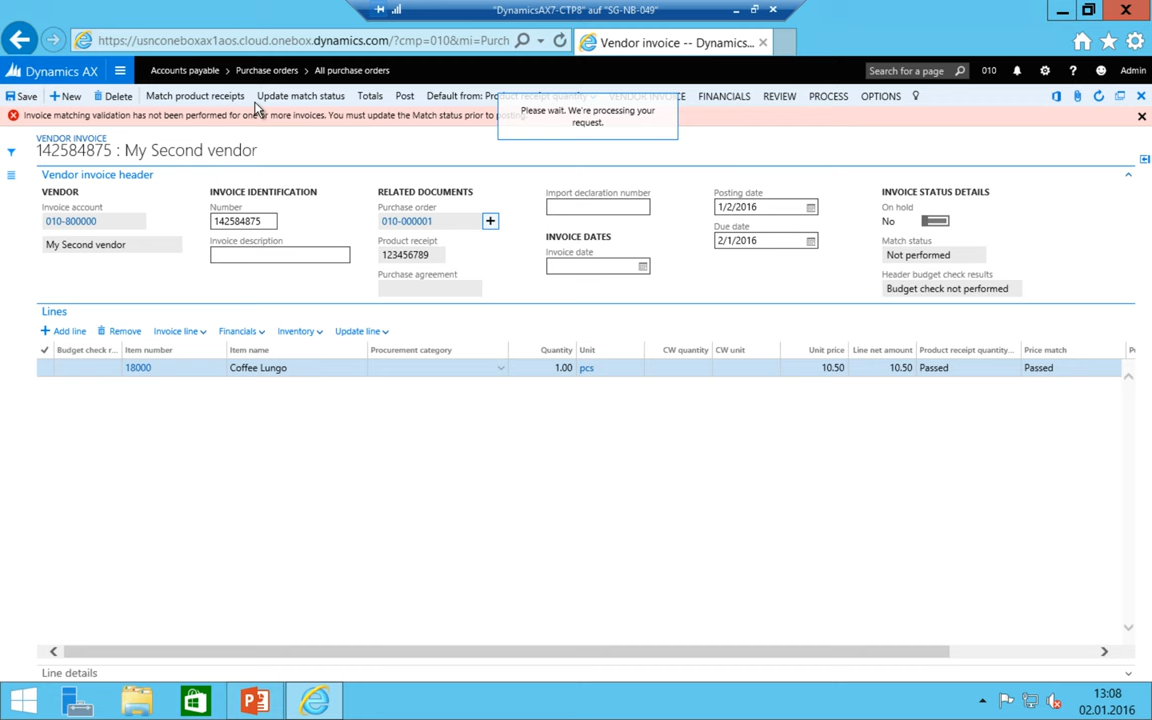 "DynamicsAX7-CTP8" auf "SG-NB-049"
https://usnconeboxax1aos.cloud.onebox.dynamics.com/?cmp=010&mi=Purch
Vendor invoice -- Dynamics...
Dynamics AX
Accounts payable > Purchase orders > All purchase orders
Search for a page
010
Admin
Save
New
Delete
Match product receipts
Update match status
Totals
Post
Default from: Product receipt quantity
VENDOR INVOICE
FINANCIALS
REVIEW
PROCESS
OPTIONS
Please wait. We're processing your
request.
Invoice matching validation has not been performed for one or more invoices. You must update the Match status prior to
VENDOR INVOICE
142584875 : My Second vendor
Vendor invoice header
VENDOR
Invoice account
010-800000
My Second vendor
INVOICE IDENTIFICATION
Number
142584875
Invoice description
RELATED DOCUMENTS
Purchase order
010-000001
Product receipt
123456789
Purchase agreement
Import declaration number
INVOICE DATES
Invoice date
Posting date
1/2/2016
Due date
2/1/2016
INVOICE STATUS DETAILS
On hold
No
Match status
Not performed
Header budget check results
Budget check not performed
Lines
Add line
Remove
Invoice line
Financials
Inventory
Update line
Budget check r... Item number Item name Procurement category Quantity Unit CW quantity CW unit Unit price Line net amount Product receipt quantity... Price match
18000 Coffee Lungo 1.00 pcs 10.50 10.50 Passed Passed
Line details
13:08
02.01.2016